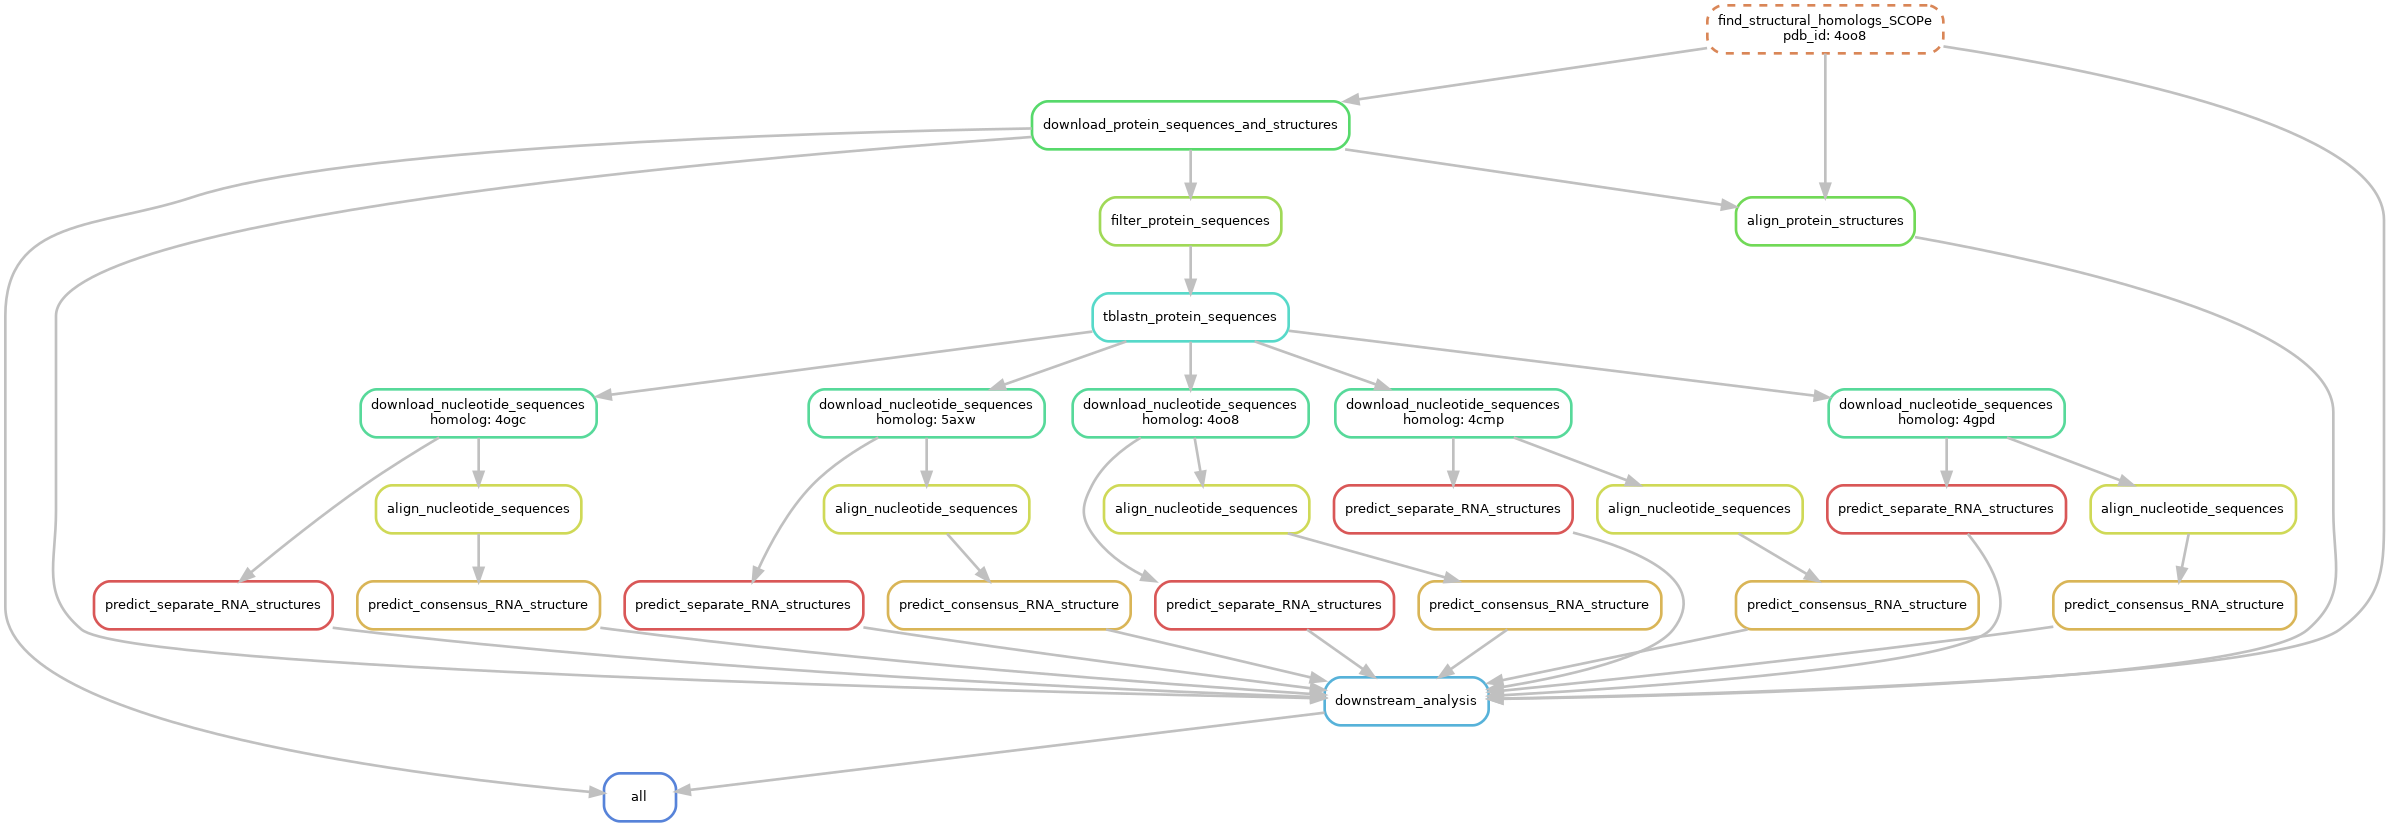 find_structural_homologs_SCOPe
pdb_id: 4oo8
download_protein_sequences_and_structures
filter_protein_sequences
align_protein_structures
tblastn_protein_sequences
download_nucleotide_sequences
homolog: 4ogc
download_nucleotide_sequences
homolog: 5axw
download_nucleotide_sequences
homolog: 4oo8
download_nucleotide_sequences
homolog: 4cmp
download_nucleotide_sequences
homolog: 4gpd
align_nucleotide_sequences
align_nucleotide_sequences
align_nucleotide_sequences
predict_separate_RNA_structures
align_nucleotide_sequences
predict_separate_RNA_structures
align_nucleotide_sequences
predict_separate_RNA_structures
predict_consensus_RNA_structure
predict_separate_RNA_structures
predict_consensus_RNA_structure
predict_separate_RNA_structures
predict_consensus_RNA_structure
predict_consensus_RNA_structure
predict_consensus_RNA_structure
downstream_analysis
all